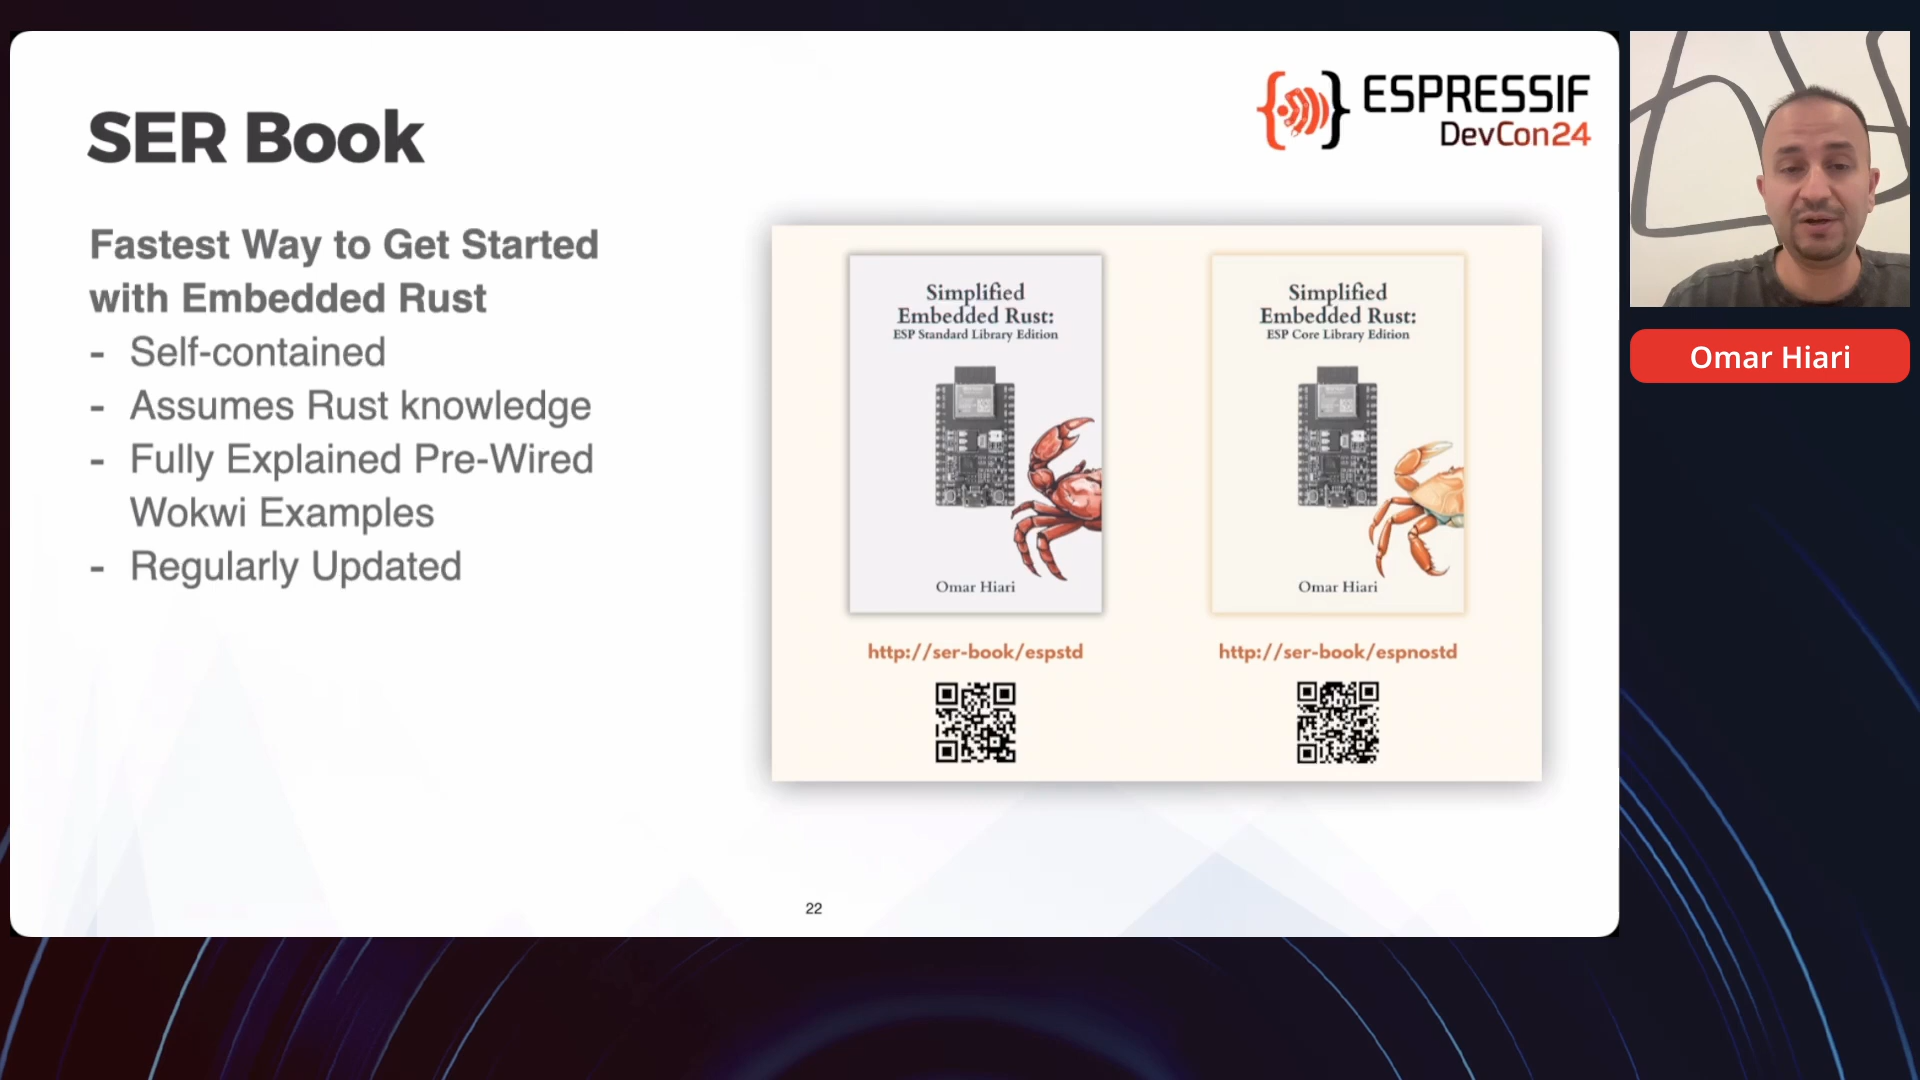 SER Book
ESPRESSIF
DevCon24
Fastest Way to Get Started
with Embedded Rust
- Self-contained
- Assumes Rust knowledge
- Fully Explained Pre-Wired
Wokwi Examples
- Regularly Updated
Simplified
Embedded Rust:
ESP Standard Library Edition
Omar Hiari
http://ser-book/espstd
Simplified
Embedded Rust:
ESP Core Library Edition
Omar Hiari
http://ser-book/espnostd
22
Omar Hiari